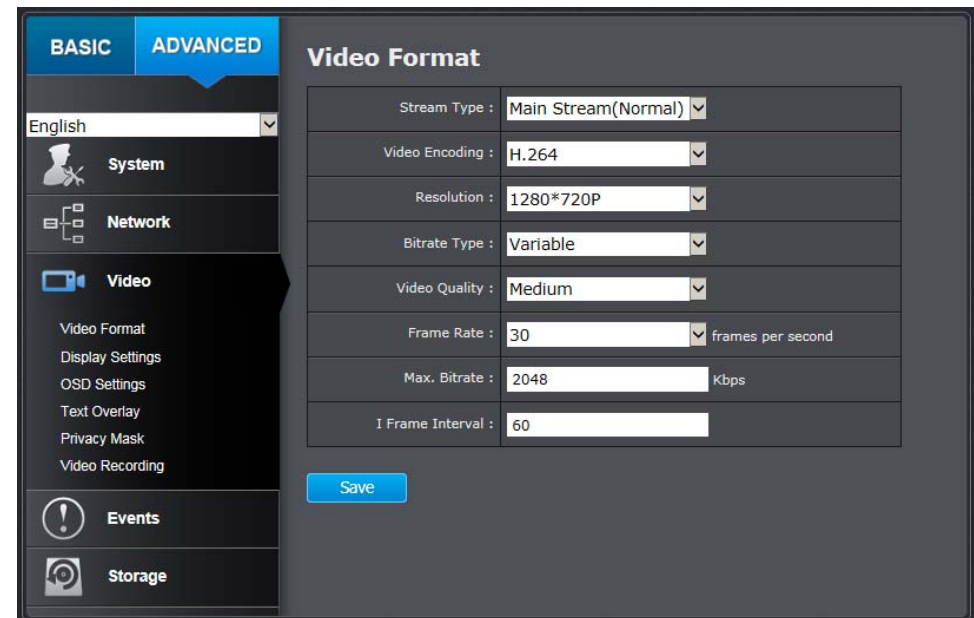 BASIC ADVANCED
English
System
Network
Video
Video Format
Display Settings
OSD Settings
Text Overlay
Privacy Mask
Video Recording
Events
Storage
Video Format
Stream Type : Main Stream(Normal)
Video Encoding : H.264
Resolution : 1280*720P
Bitrate Type : Variable
Video Quality : Medium
Frame Rate : 30 frames per second
Max. Bitrate : 2048 Kbps
I Frame Interval : 60
Save